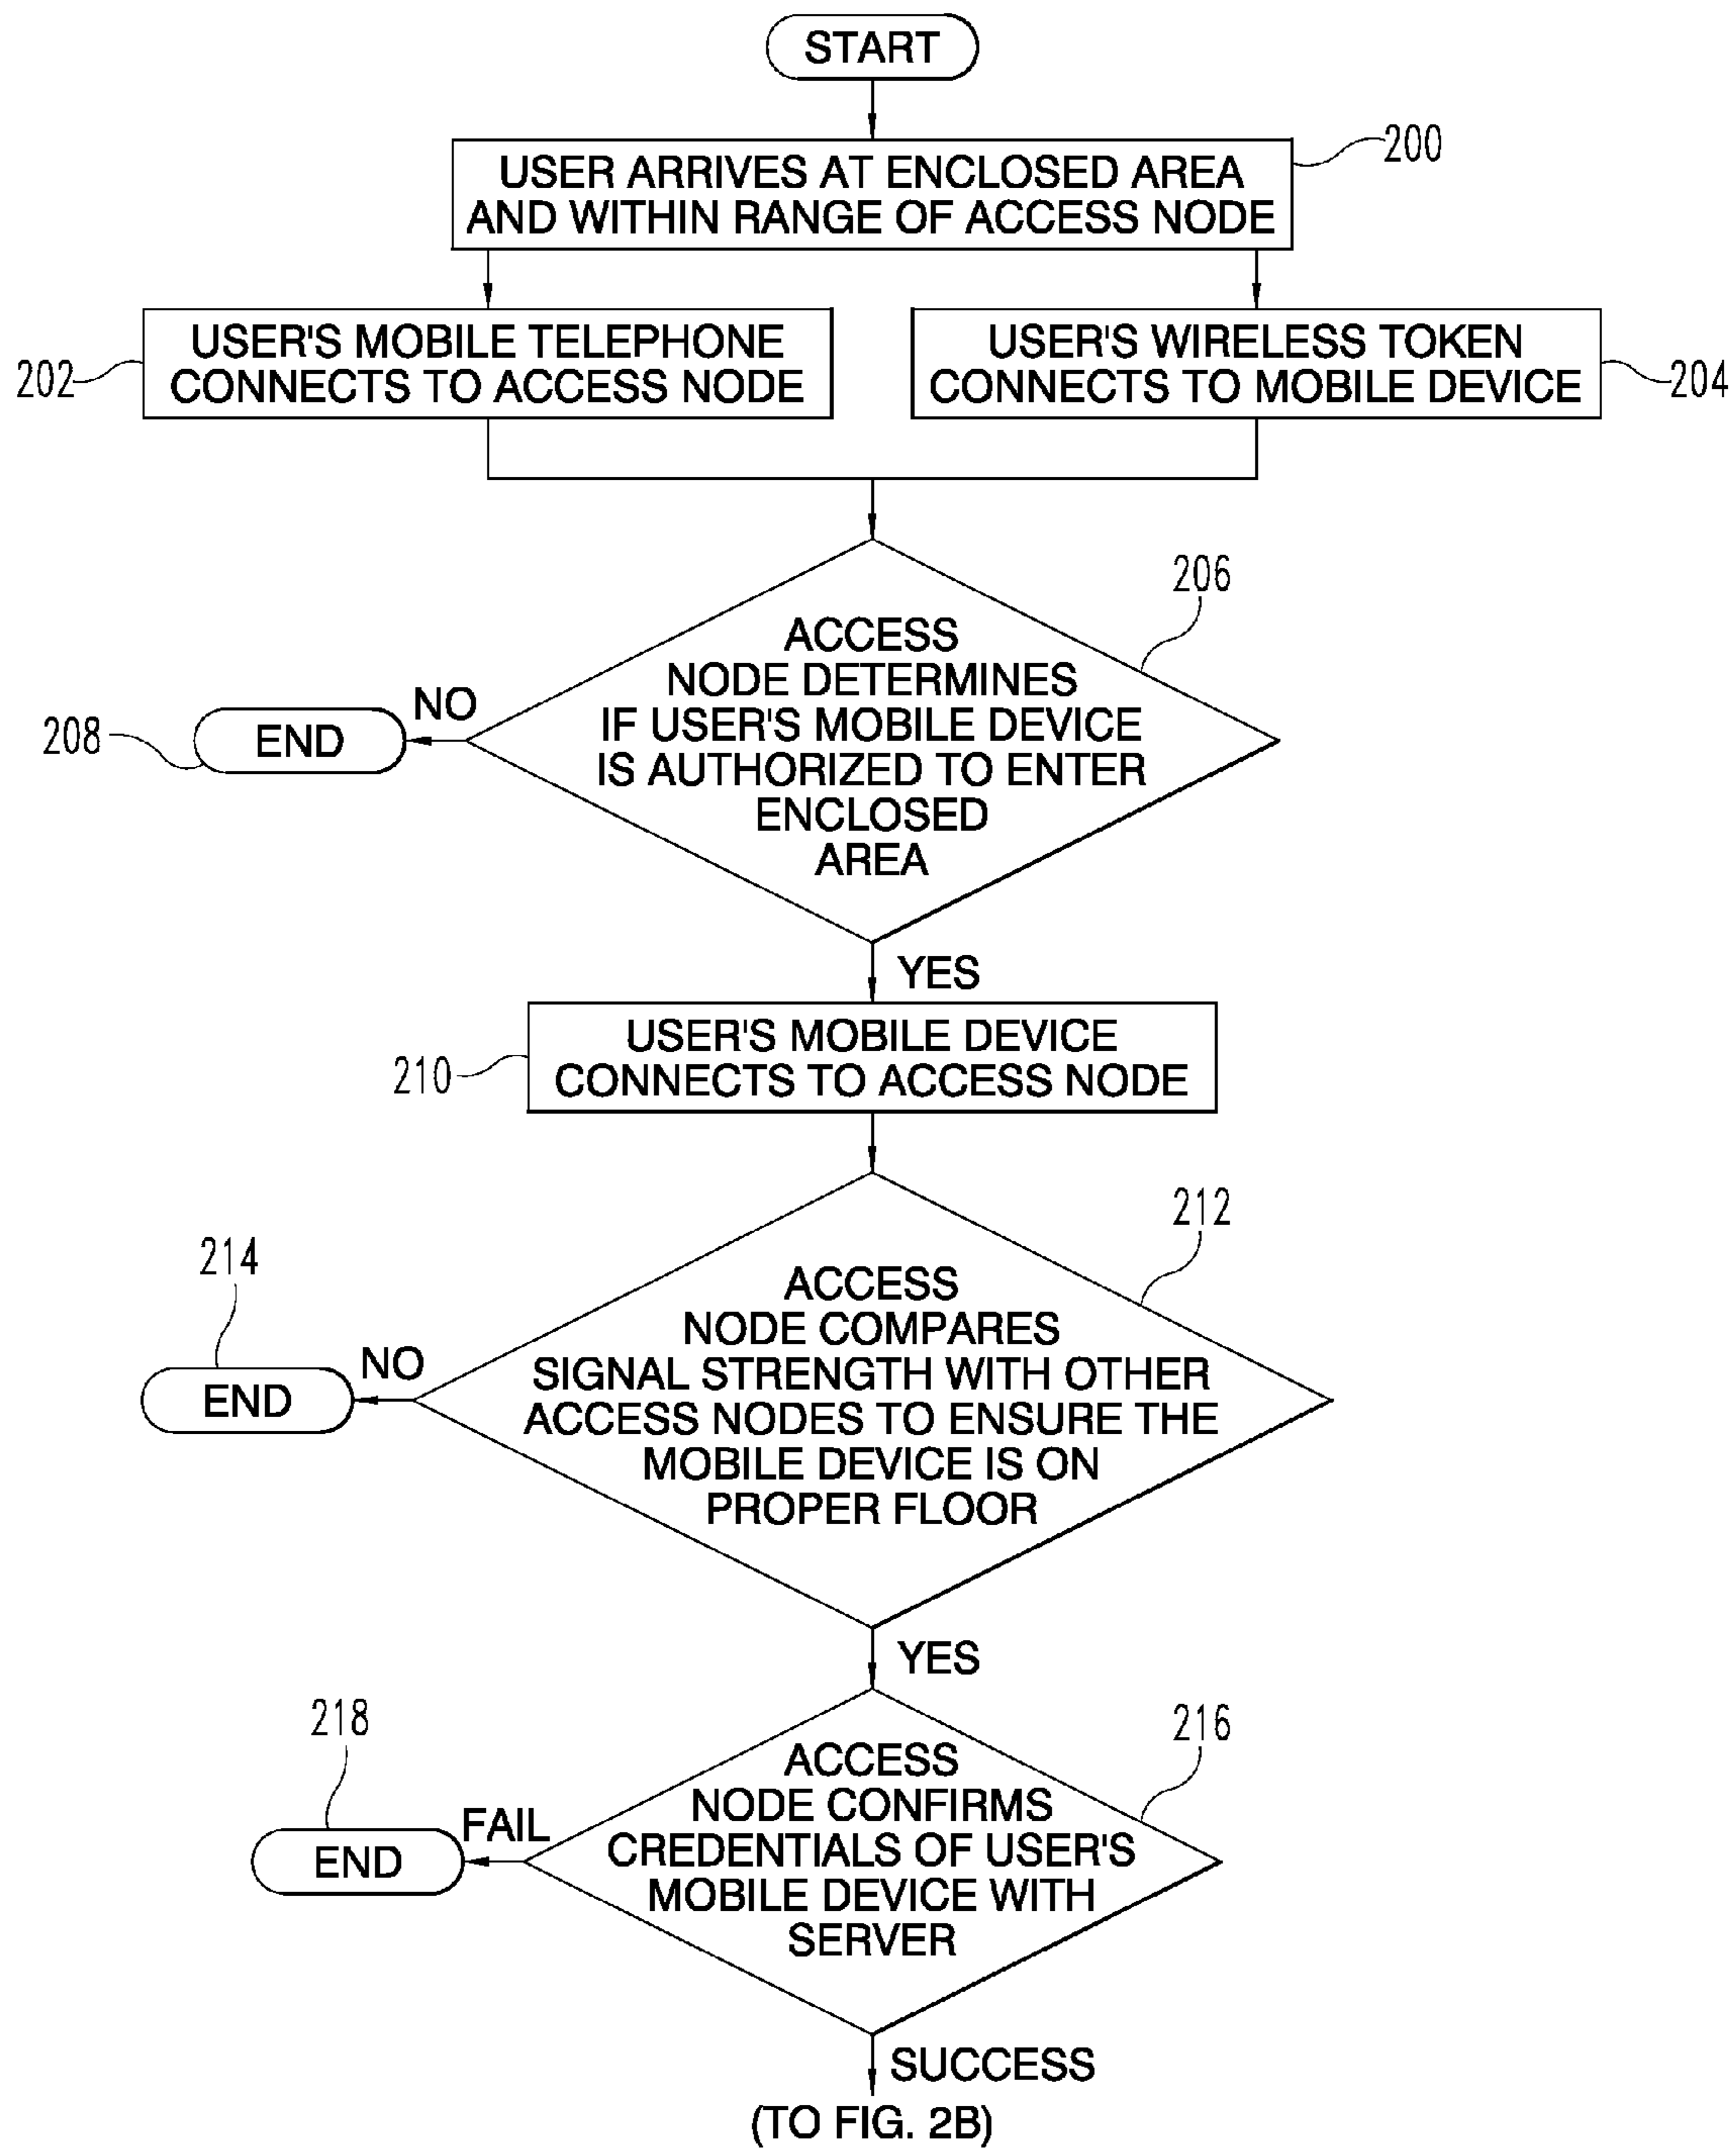 START
200
USER ARRIVES AT ENCLOSED AREA
AND WITHIN RANGE OF ACCESS NODE
202
USER'S MOBILE TELEPHONE
CONNECTS TO ACCESS NODE
USER'S WIRELESS TOKEN
CONNECTS TO MOBILE DEVICE
204
206
ACCESS
NODE DETERMINES
IF USER'S MOBILE DEVICE
IS AUTHORIZED TO ENTER
ENCLOSED
AREA
NO
208
END
YES
210
USER'S MOBILE DEVICE
CONNECTS TO ACCESS NODE
212
ACCESS
NODE COMPARES
SIGNAL STRENGTH WITH OTHER
ACCESS NODES TO ENSURE THE
MOBILE DEVICE IS ON
PROPER FLOOR
214
NO
END
YES
216
ACCESS
NODE CONFIRMS
CREDENTIALS OF USER'S
MOBILE DEVICE WITH
SERVER
218
FAIL
END
SUCCESS
(TO FIG. 2B)